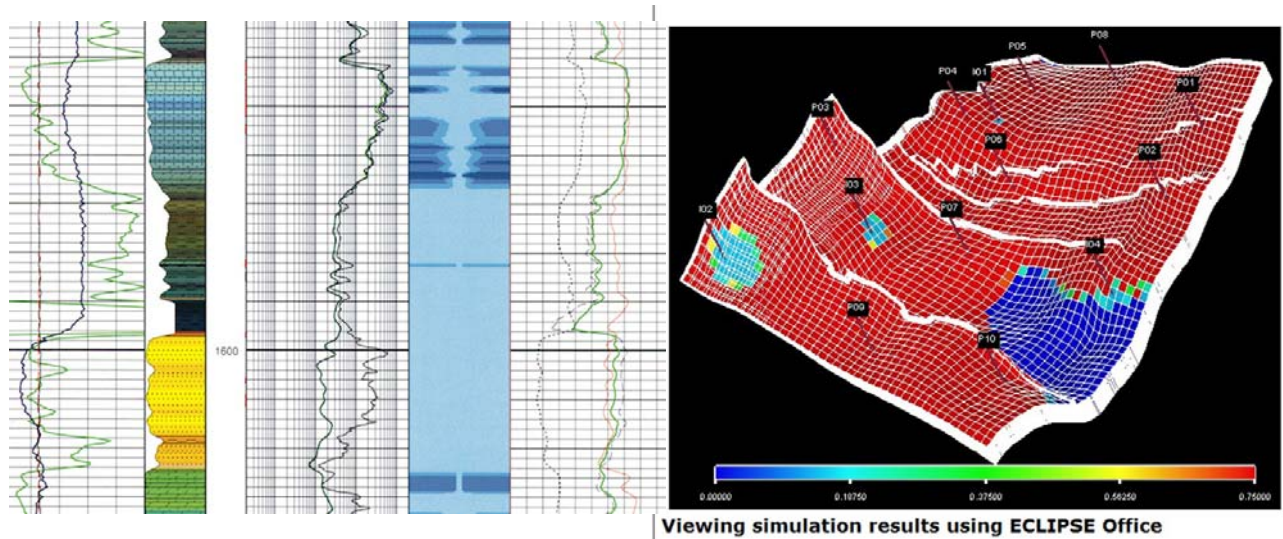 P08
P05
P04
I01
P01
P03
P06
P02
I03
P07
I02
I04
P09
P10
1600
0.00000
0.18750
0.37500
0.56250
0.75000
Viewing simulation results using ECLIPSE Office